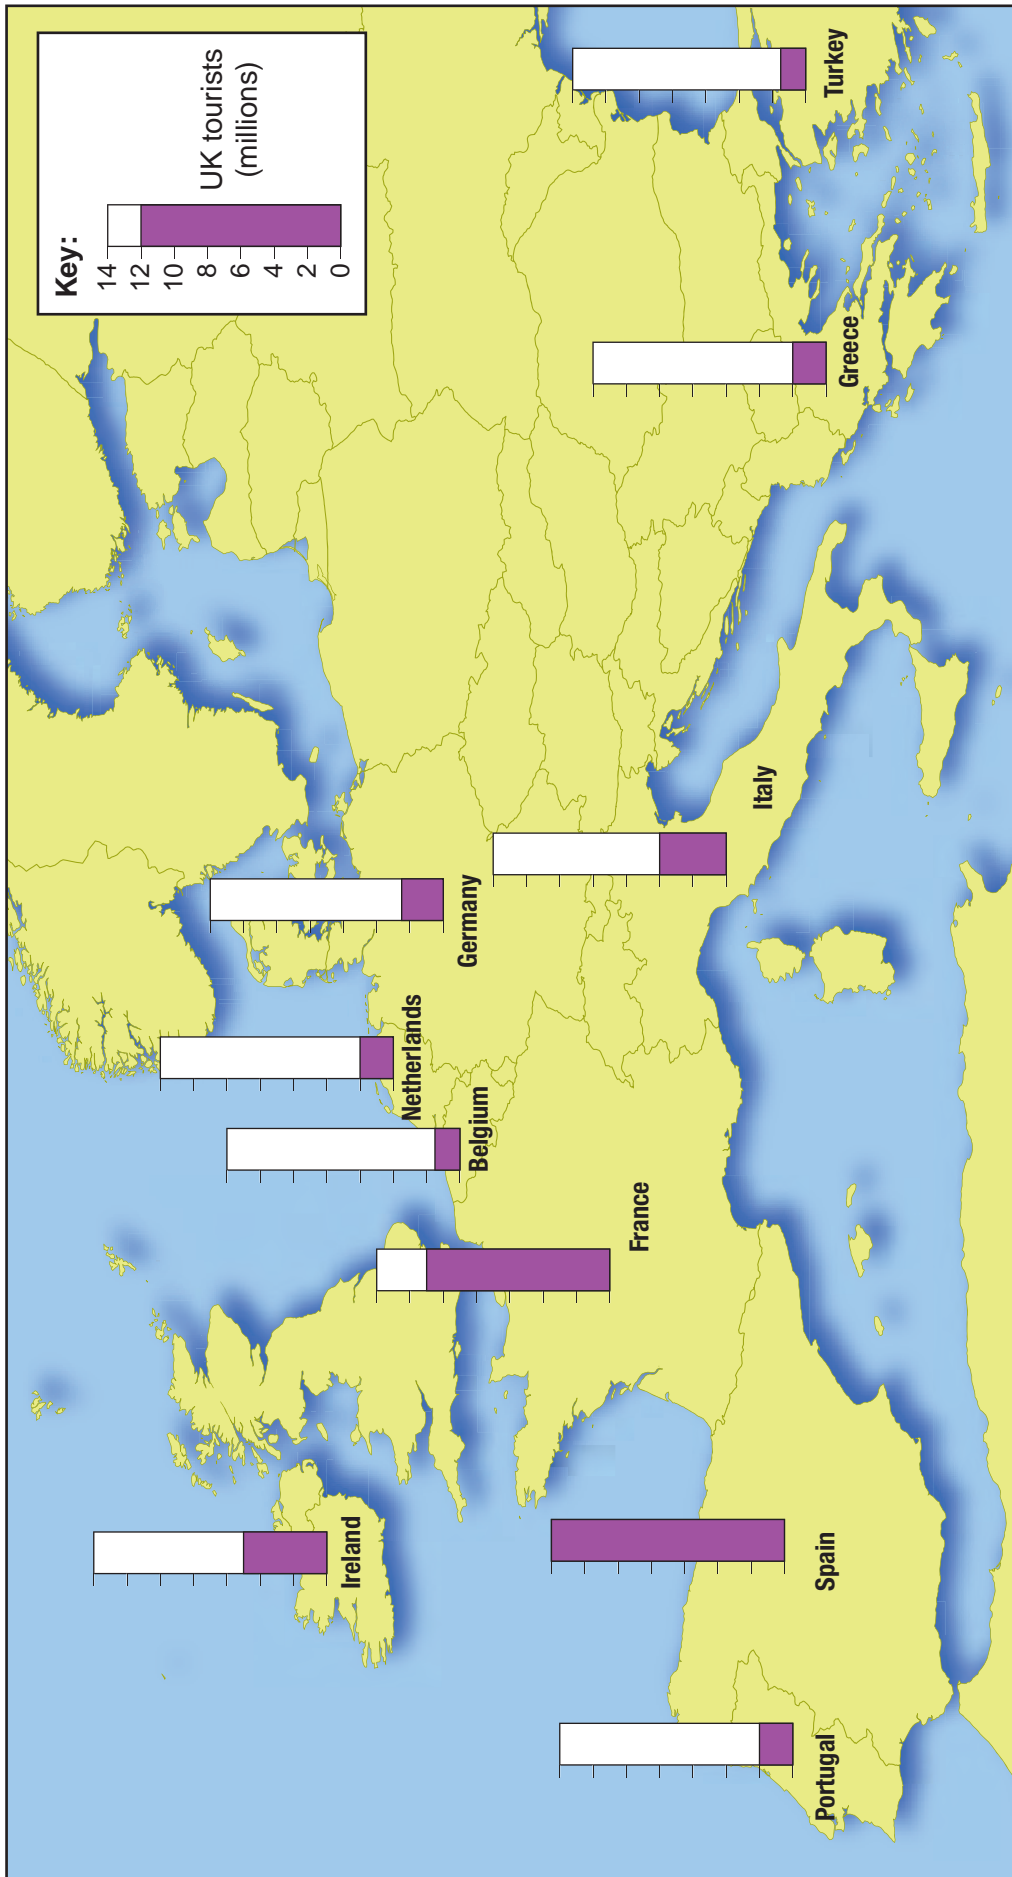 Key:
14
12
10
8
6
4
2
0
UK tourists
(millions)
Ireland
Netherlands
Germany
Belgium
France
Italy
Portugal
Spain
Greece
Turkey